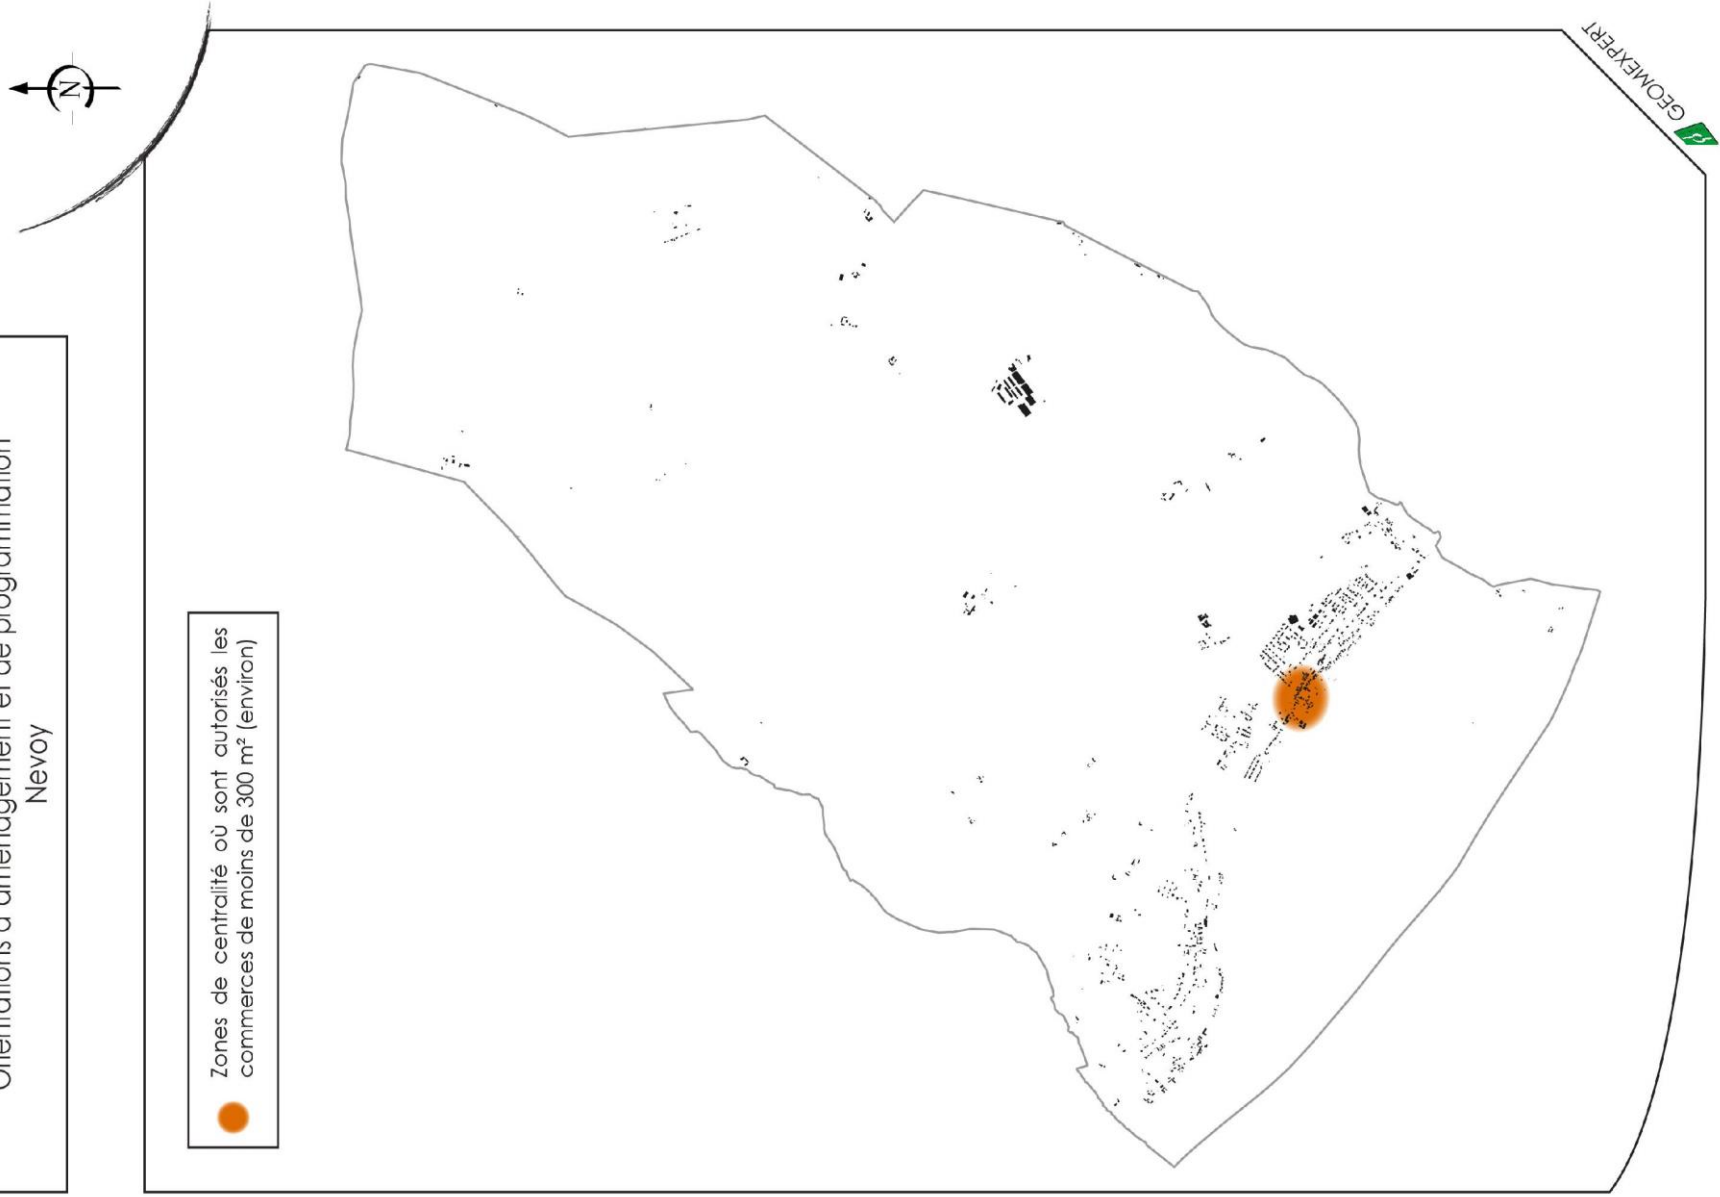 Orientations d'aménagement et de programmation
Nevoy
N
Zones de centralité où sont autorisés les
commerces de moins de 300 m² (environ)
GEOMEXPERT